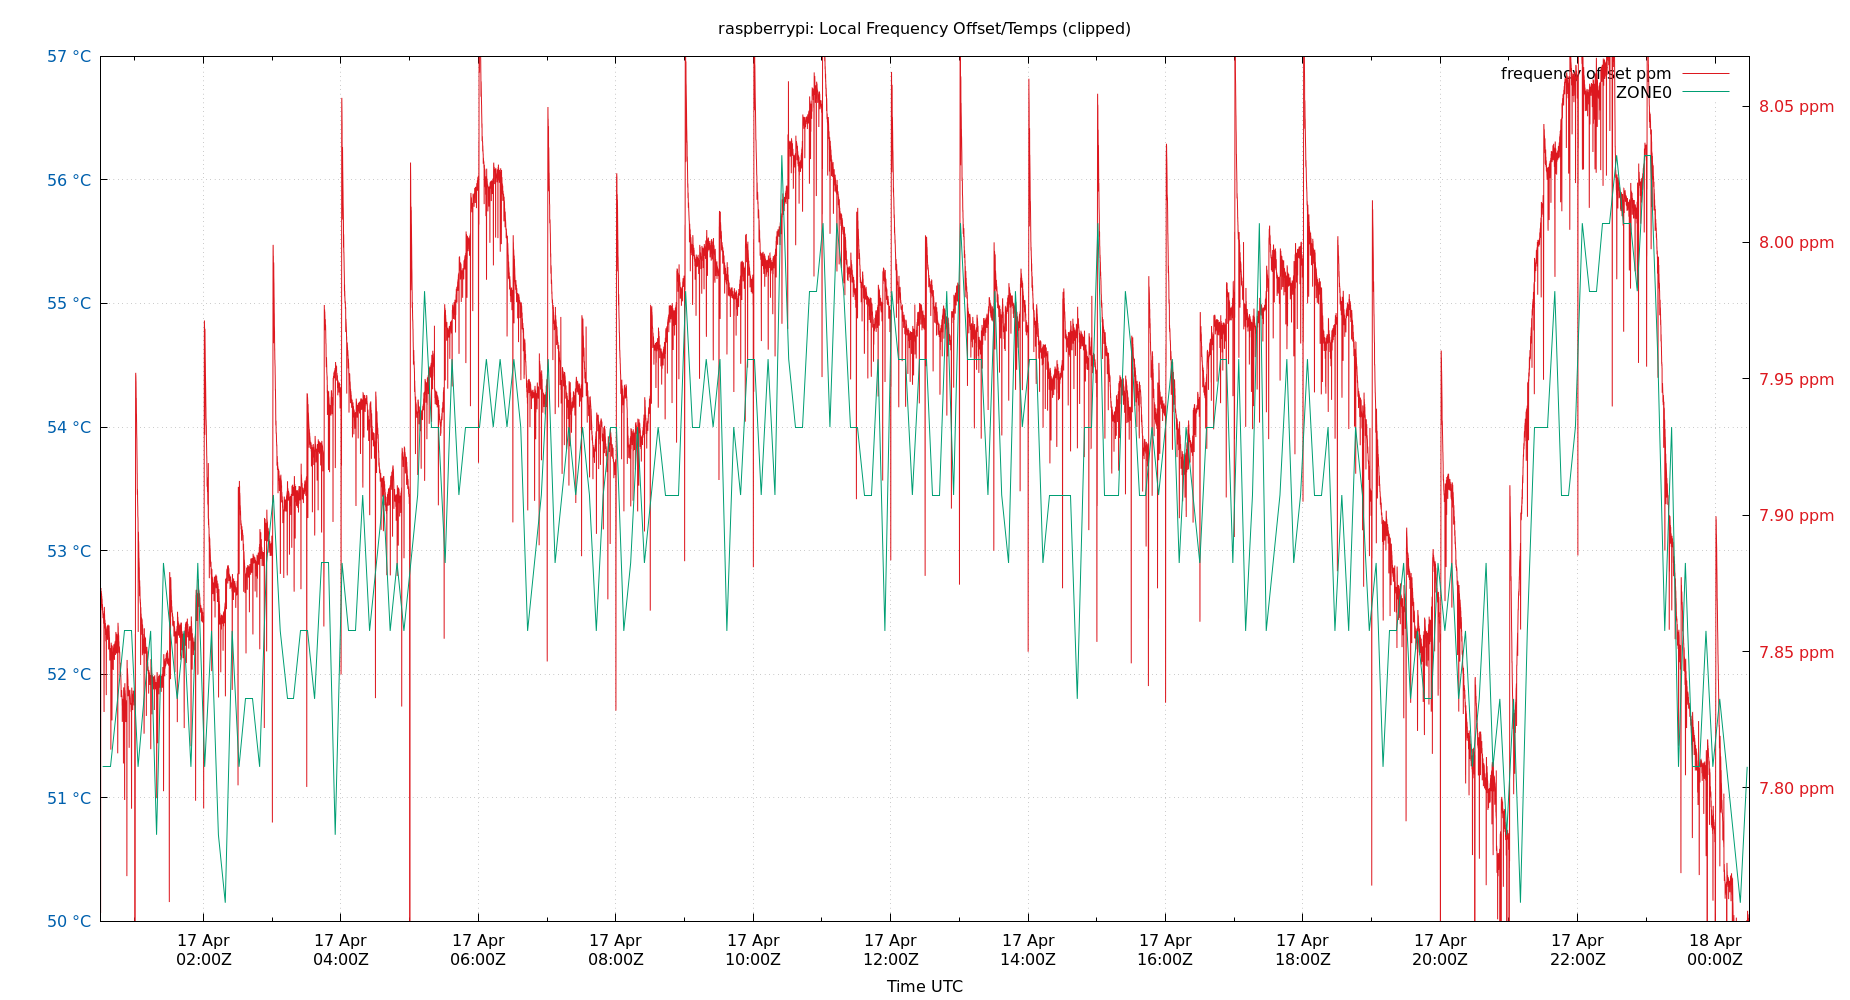 raspberrypi: Local Frequency Offset/Temps (clipped)
57 °C
56 °C
55 °C
54 °C
53 °C
52 °C
51 °C
50 °C
frequency offset ppm
ZONE0
8.05 ppm
8.00 ppm
7.95 ppm
7.90 ppm
7.85 ppm
7.80 ppm
17 Apr 17 Apr 17 Apr 17 Apr 17 Apr 17 Apr 17 Apr 17 Apr 17 Apr 17 Apr 17 Apr 18 Apr
02:00Z 04:00Z 06:00Z 08:00Z 10:00Z 12:00Z 14:00Z 16:00Z 18:00Z 20:00Z 22:00Z 00:00Z
Time UTC